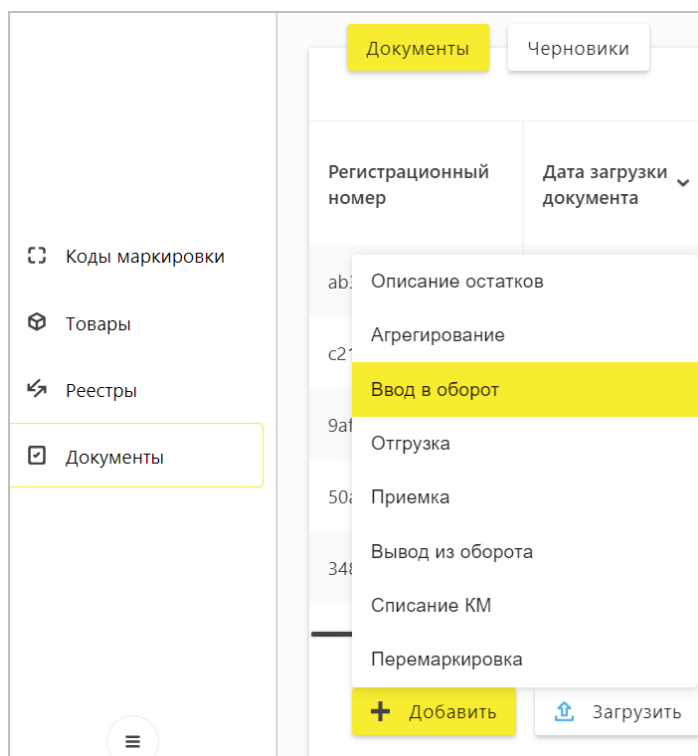 Документы Черновики
Регистрационный
номер
Дата загрузки
документа
Коды маркировки
Товары
Реестры
Документы
Описание остатков
Агрегирование
Ввод в оборот
Отгрузка
Приемка
Вывод из оборота
Списание КМ
Перемаркировка
Добавить Загрузить